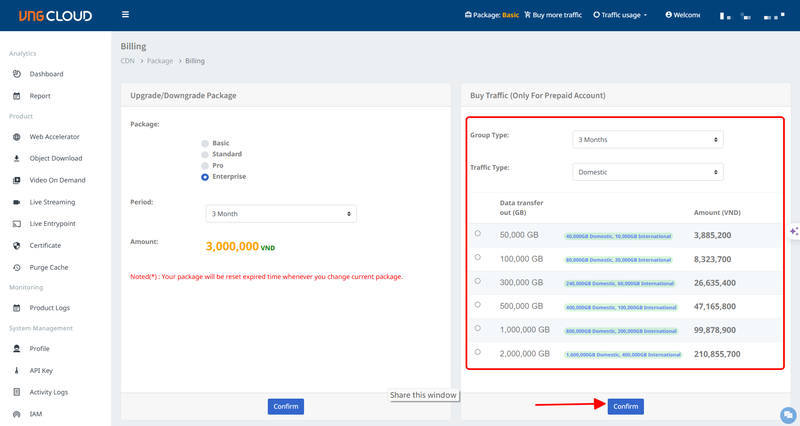 VNG CLOUD
Package: Basic
Buy more traffic
Traffic usage
Welcome
Analytics
Dashboard
Report
Product
Web Accelerator
Object Download
Video On Demand
Live Streaming
Live Entrypoint
Certificate
Purge Cache
Monitoring
Product Logs
System Management
Profile
API Key
Activity Logs
IAM
Billing
CDN > Package > Billing
Upgrade/Downgrade Package
Package:
Basic
Standard
Pro
Enterprise
Period:
3 Month
Amount:
3,000,000 VND
Noted(*) : Your package will be reset expired time whenever you change current package.
Confirm
Share this window
Buy Traffic (Only For Prepaid Account)
Group Type:
3 Months
Traffic Type:
Domestic
Data transfer
out (GB)
Amount (VND)
50,000 GB 40,000GB Domestic, 10,000GB International 3,885,200
100,000 GB 80,000GB Domestic, 20,000GB International 8,323,700
300,000 GB 240,000GB Domestic, 60,000GB International 26,635,400
500,000 GB 400,000GB Domestic, 100,000GB International 47,165,800
1,000,000 GB 800,000GB Domestic, 200,000GB International 99,878,900
2,000,000 GB 1,600,000GB Domestic, 400,000GB International 210,855,700
Confirm